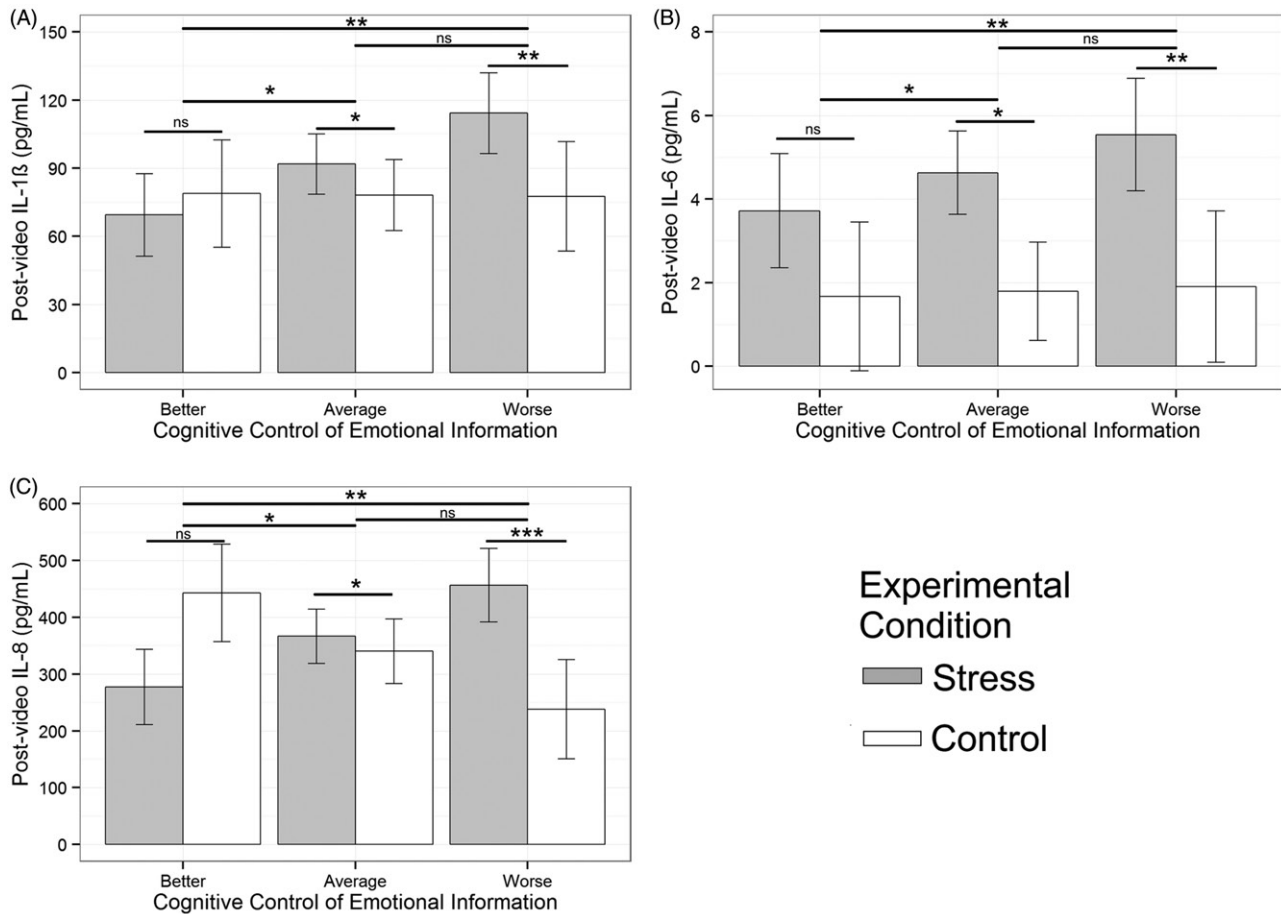 (A)
Post-video IL-1ß (pg/mL)
150
120
90
60
30
0
**
ns
**
*
*
ns
Better
Average
Worse
Cognitive Control of Emotional Information
(B)
Post-video IL-6 (pg/mL)
8
6
4
2
0
**
ns
**
*
*
ns
Better
Average
Worse
Cognitive Control of Emotional Information
(C)
Post-video IL-8 (pg/mL)
600
500
400
300
200
100
0
**
ns
*
ns
***
*
Better
Average
Worse
Cognitive Control of Emotional Information
Experimental
Condition
Stress
Control